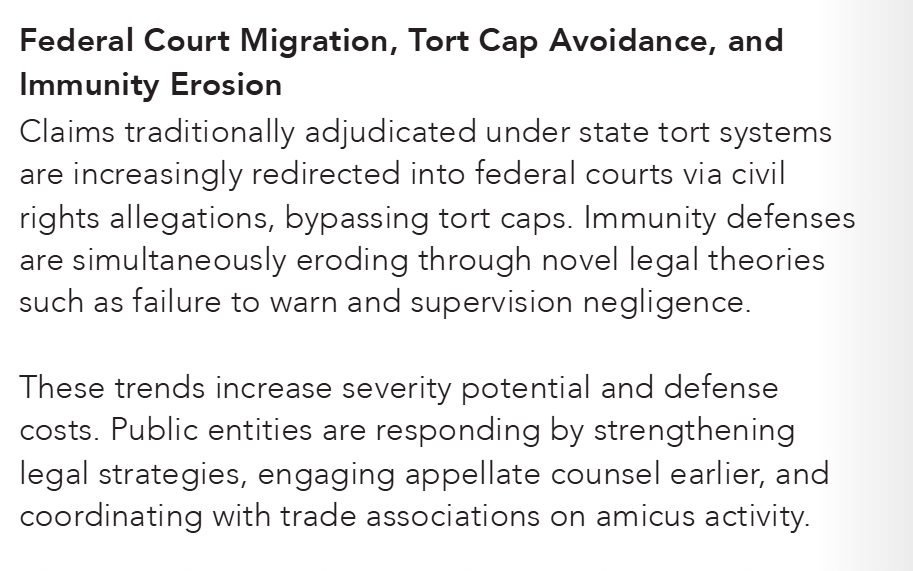 Federal Court Migration, Tort Cap Avoidance, and
Immunity Erosion
Claims traditionally adjudicated under state tort systems
are increasingly redirected into federal courts via civil
rights allegations, bypassing tort caps. Immunity defenses
are simultaneously eroding through novel legal theories
such as failure to warn and supervision negligence.
These trends increase severity potential and defense
costs. Public entities are responding by strengthening
legal strategies, engaging appellate counsel earlier, and
coordinating with trade associations on amicus activity.